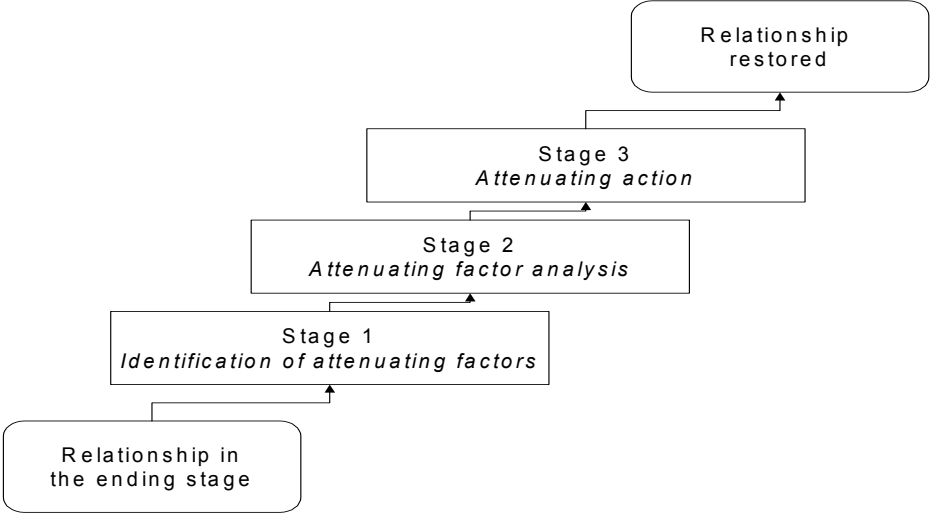 Relationship
restored
Stage 3
Attenuating action
Stage 2
Attenuating factor analysis
Stage 1
Identification of attenuating factors
Relationship in
the ending stage